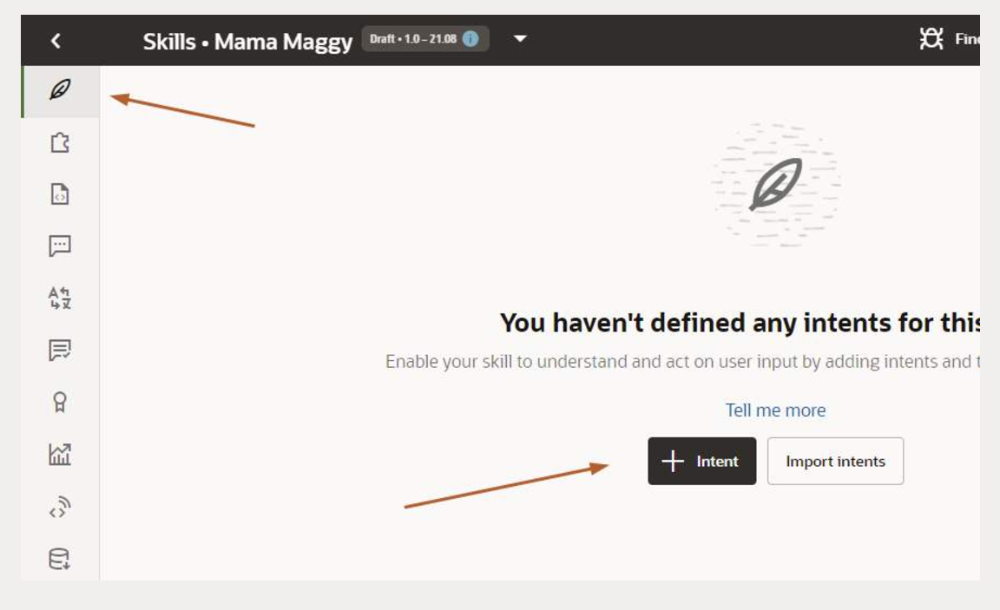 Skills • Mama Maggy Draft • 1.0 – 21.08
You haven't defined any intents for this
Enable your skill to understand and act on user input by adding intents and
Tell me more
Intent
Import intents